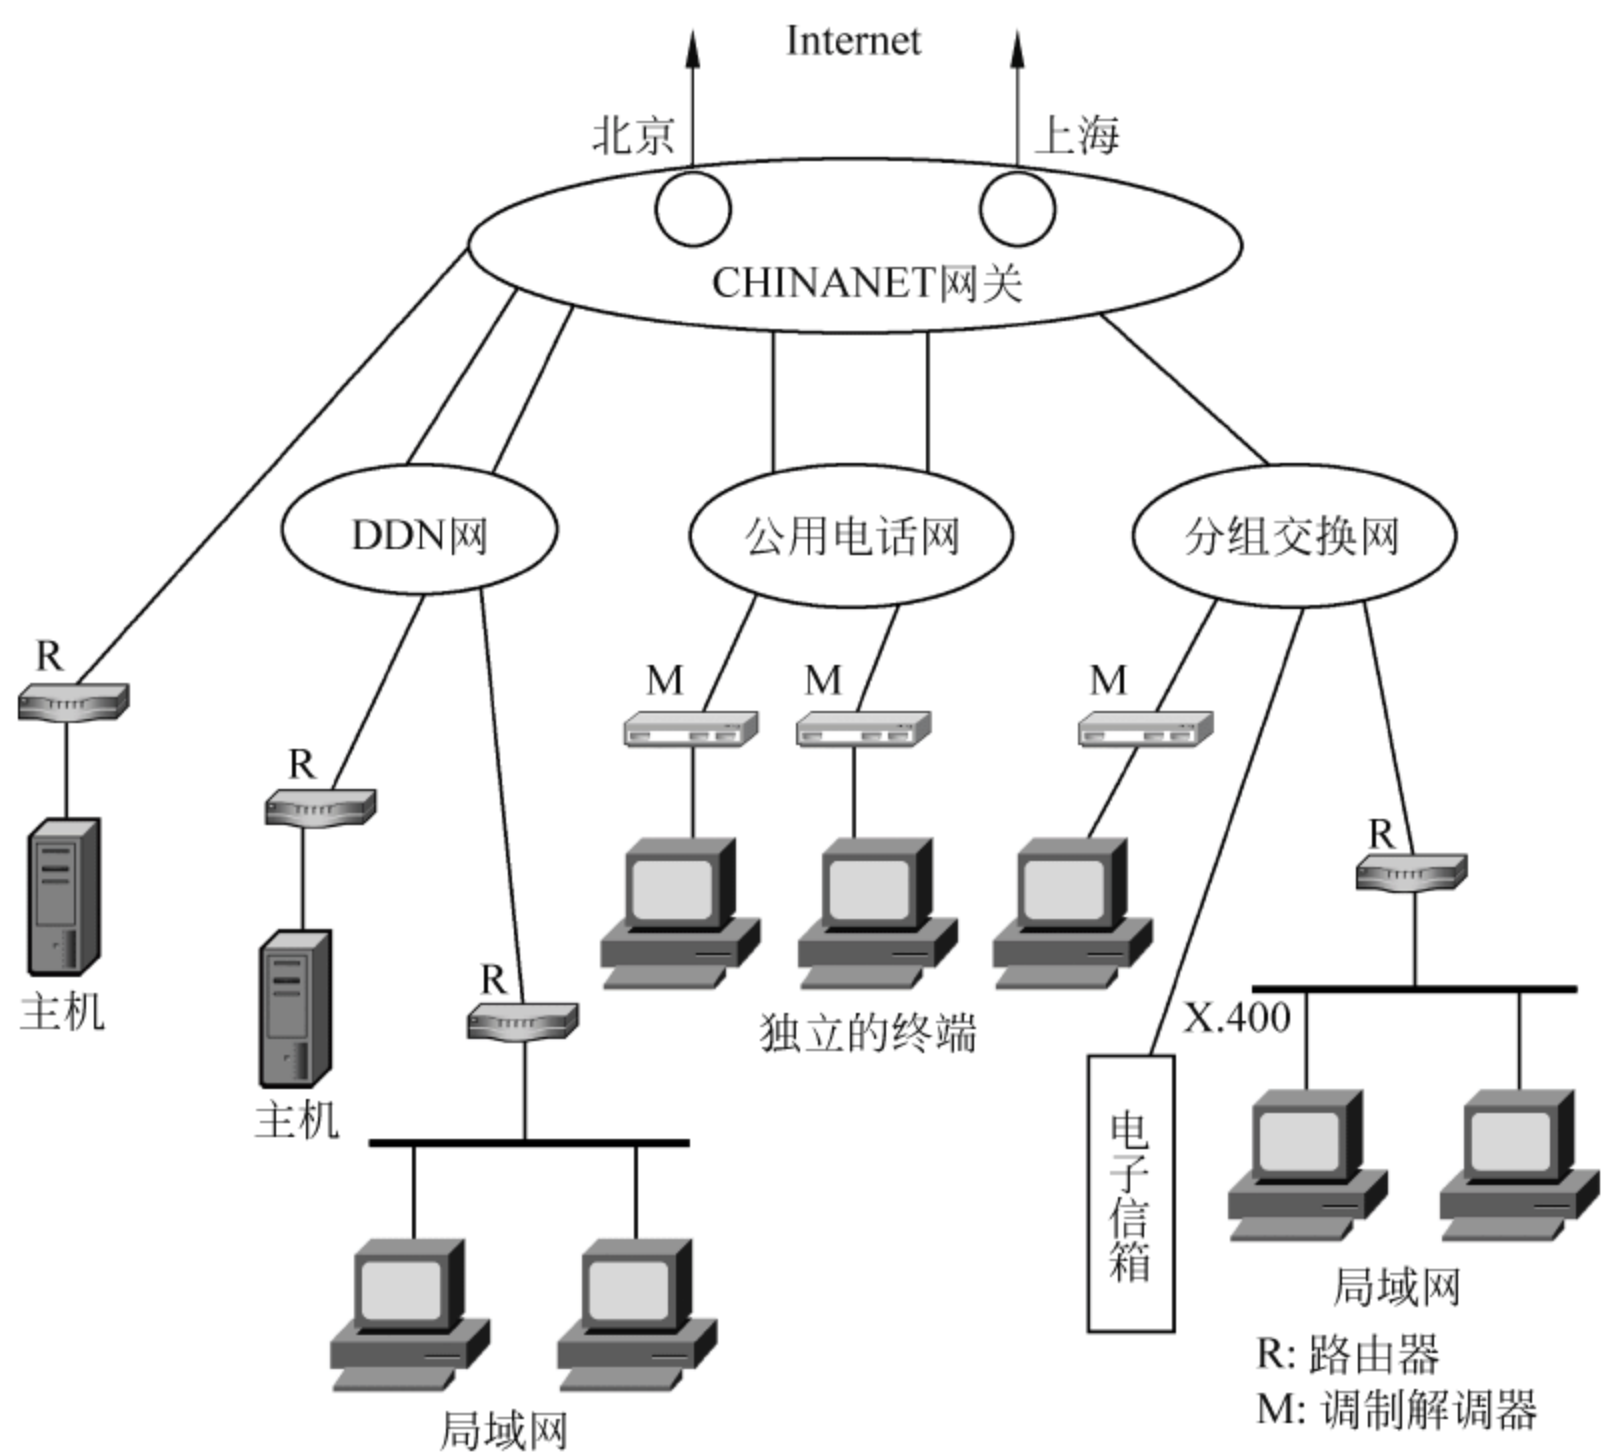 Internet
北京
上海
CHINANET网关
DDN网
公用电话网
分组交换网
R
M
M
M
R
R
R
主机
主机
独立的终端
X.400
电子信箱
局域网
局域网
R: 路由器
M: 调制解调器